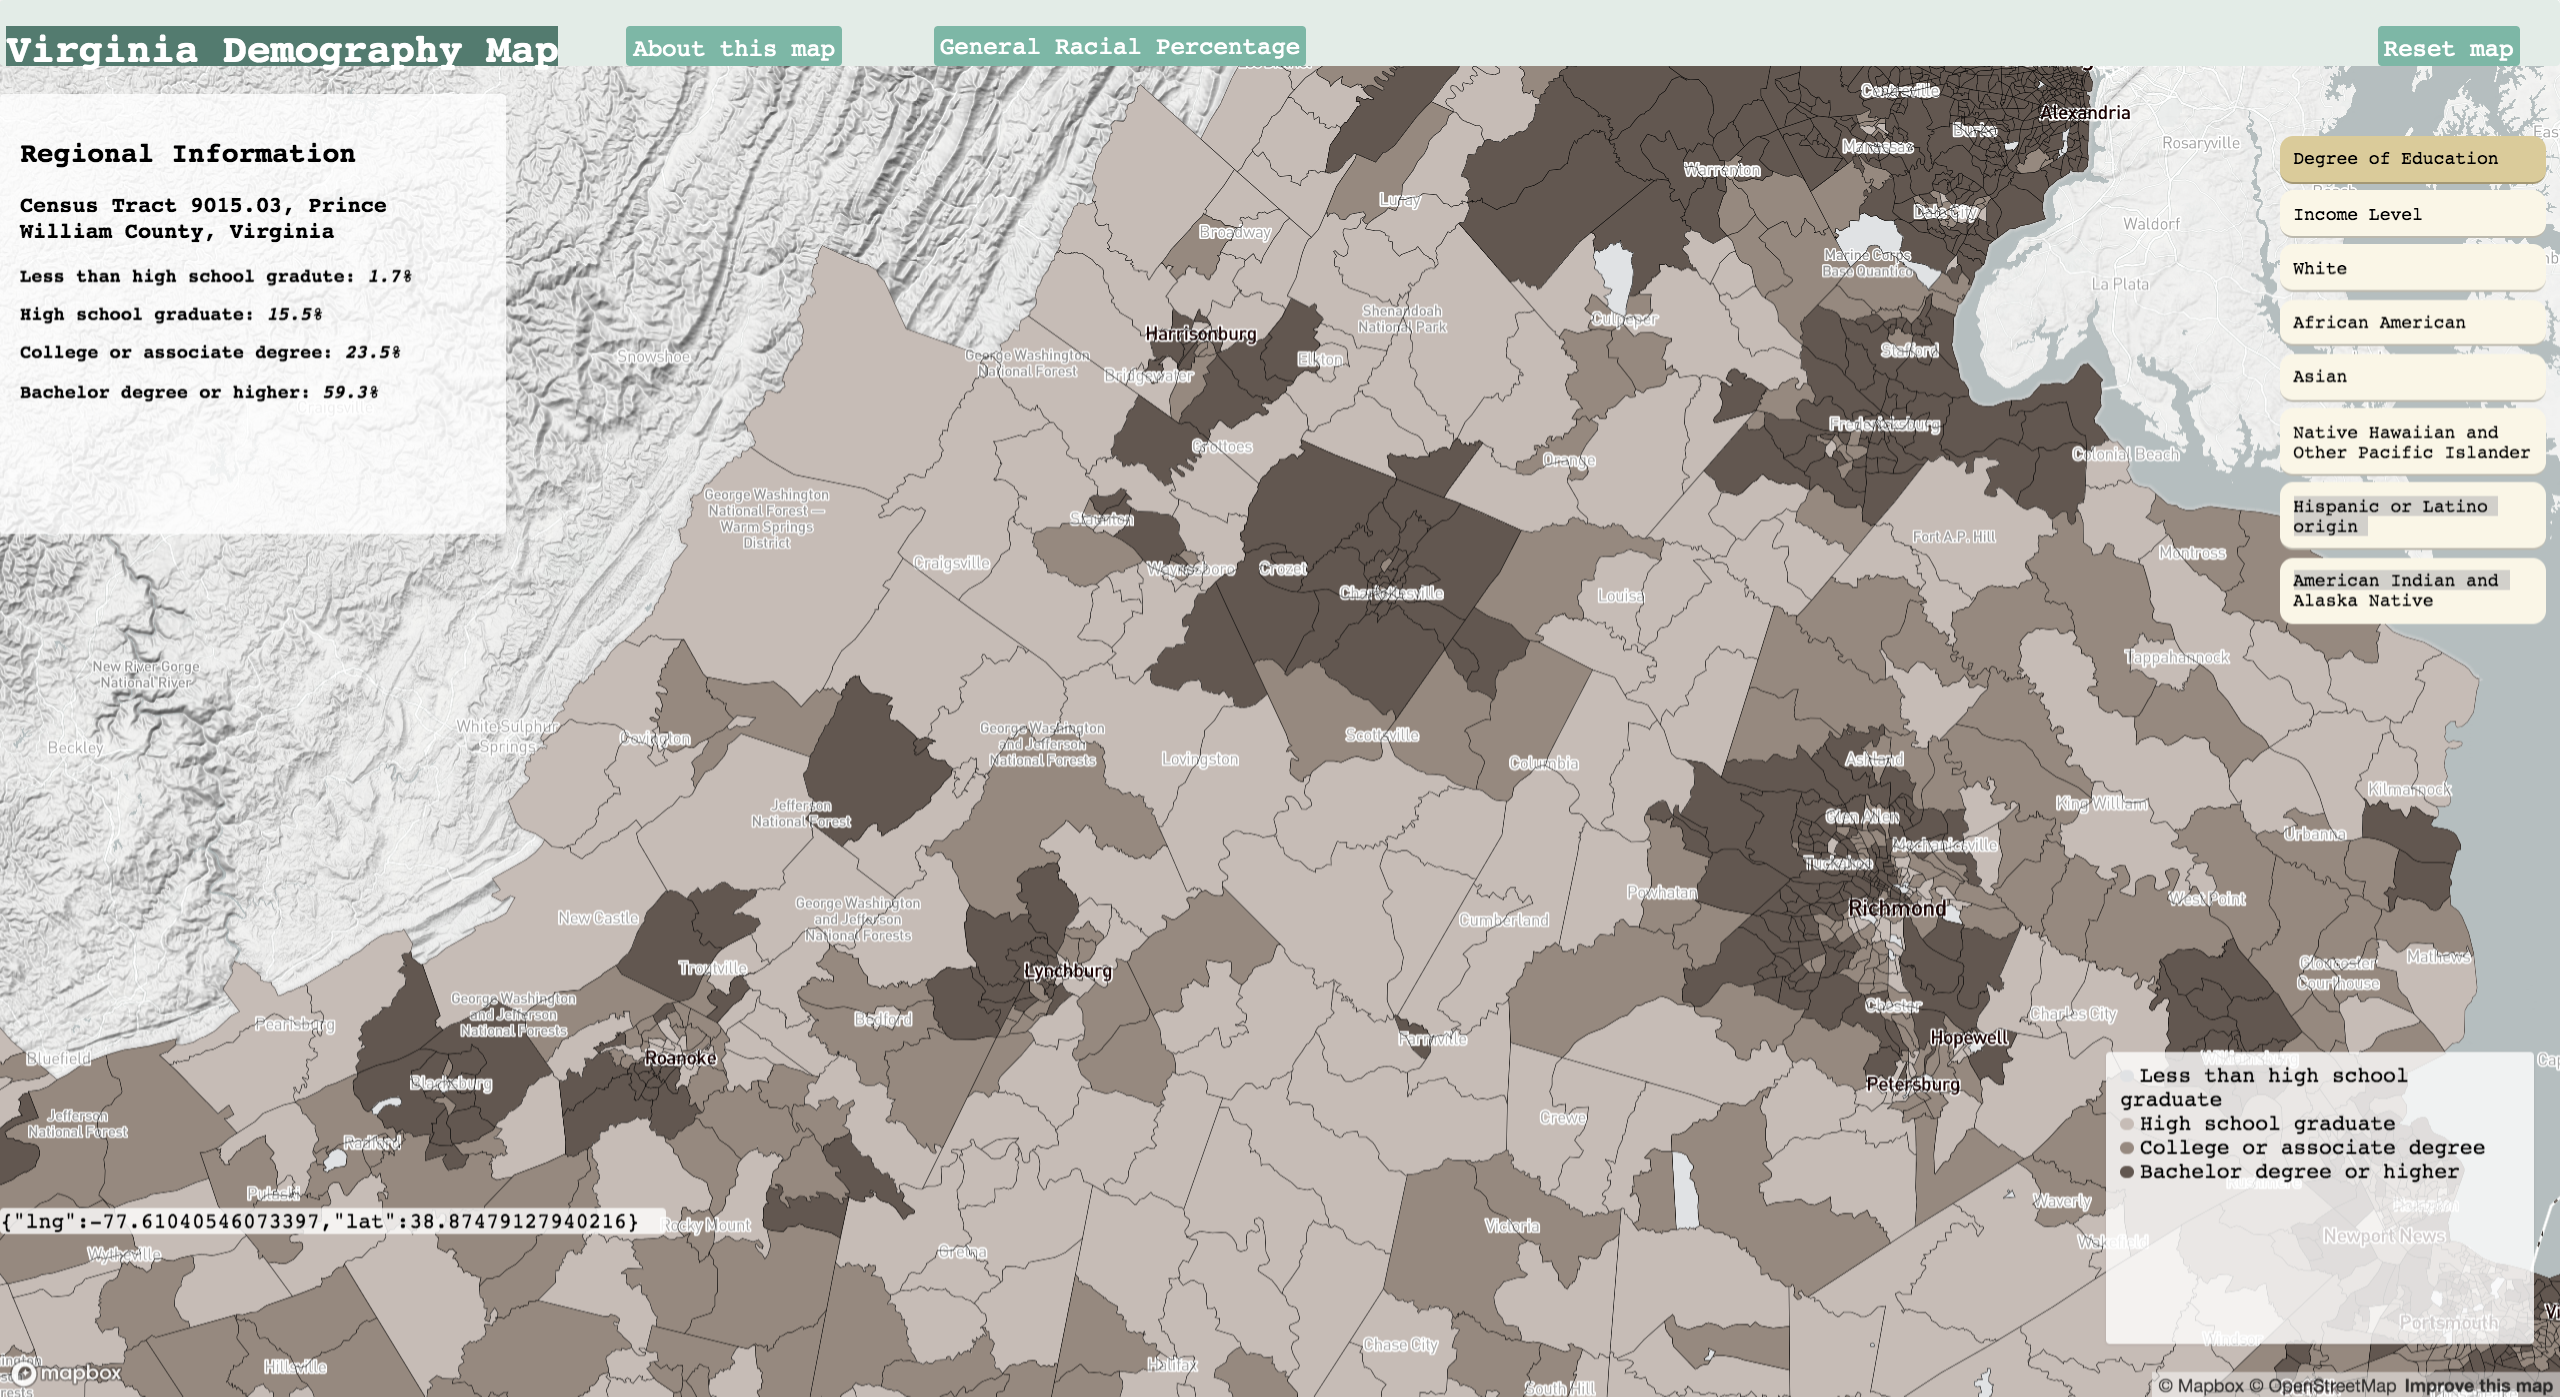 Virginia Demography Map
About this map
General Racial Percentage
Reset map
Regional Information
Census Tract 9015.03, Prince
William County, Virginia
Less than high school gradute: 1.7%
High school graduate: 15.5%
College or associate degree: 23.5%
Bachelor degree or higher: 59.3%
Degree of Education
Income Level
White
African American
Asian
Native Hawaiian and
Other Pacific Islander
Hispanic or Latino
origin
American Indian and
Alaska Native
Alexandria
Rosaryville
Burke
Manassas
Warrenton
Luray
Dale City
Waldorf
Broadway
Marine Corps
Base Quantico
La Plata
Shenandoah
National Park
Culpeper
Harrisonburg
Snowshoe
George Washington
National Forest
Elkton
Stafford
Bridgewater
Craigsville
Fredericksburg
Grottoes
Orange
Colonial Beach
George Washington
National Forest —
Warm Springs
District
Staunton
Fort A.P. Hill
Montross
Craigsville
Waynesboro
Crozet
Charlottesville
Louisa
Tappahannock
New River Gorge
National River
White Sulphur
Springs
Beckley
Covington
George Washington
and Jefferson
National Forests
Lovingston
Scottsville
Columbia
Ashland
Jefferson
National Forest
Glen Allen
King William
Kilmarnock
Urbanna
Mechanicsville
Tuckahoe
Powhatan
West Point
New Castle
George Washington
and Jefferson
National Forests
Cumberland
Richmond
Troutville
Lynchburg
Gloucester
Courthouse
Mathews
George Washington
and Jefferson
National Forests
Fearisburg
Bedford
Chester
Charles City
Farmville
Hopewell
Bluefield
Roanoke
Blacksburg
Petersburg
Williamsburg
Jefferson
National Forest
Radford
Crewe
Pulaski
Less than high school
graduate
High school graduate
College or associate degree
Bachelor degree or higher
Waverly
{"lng":-77.61040546073397,"lat":38.87479127940216}
Rocky Mount
Victoria
Wakefield
Hampton
Newport News
Wytheville
Gretna
Portsmouth
Windsor
Hillsville
Halifax
Chase City
South Hill
mapbox
© Mapbox © OpenStreetMap Improve this map